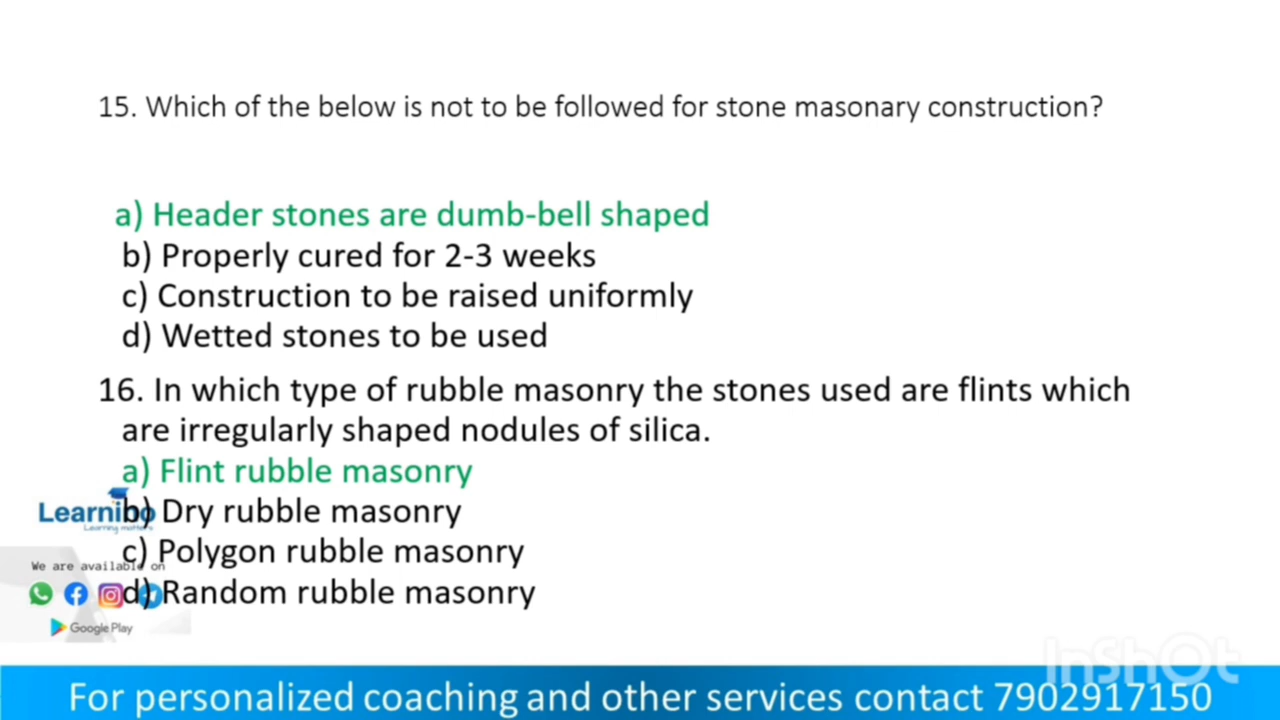 15. Which of the below is not to be followed for stone masonary construction?
a) Header stones are dumb-bell shaped
b) Properly cured for 2-3 weeks
c) Construction to be raised uniformly
d) Wetted stones to be used
16. In which type of rubble masonry the stones used are flints which
are irregularly shaped nodules of silica.
a) Flint rubble masonry
b) Dry rubble masonry
c) Polygon rubble masonry
d) Random rubble masonry
Learnibo
Learning matters
We are available on
Google Play
InShOt
For personalized coaching and other services contact 7902917150